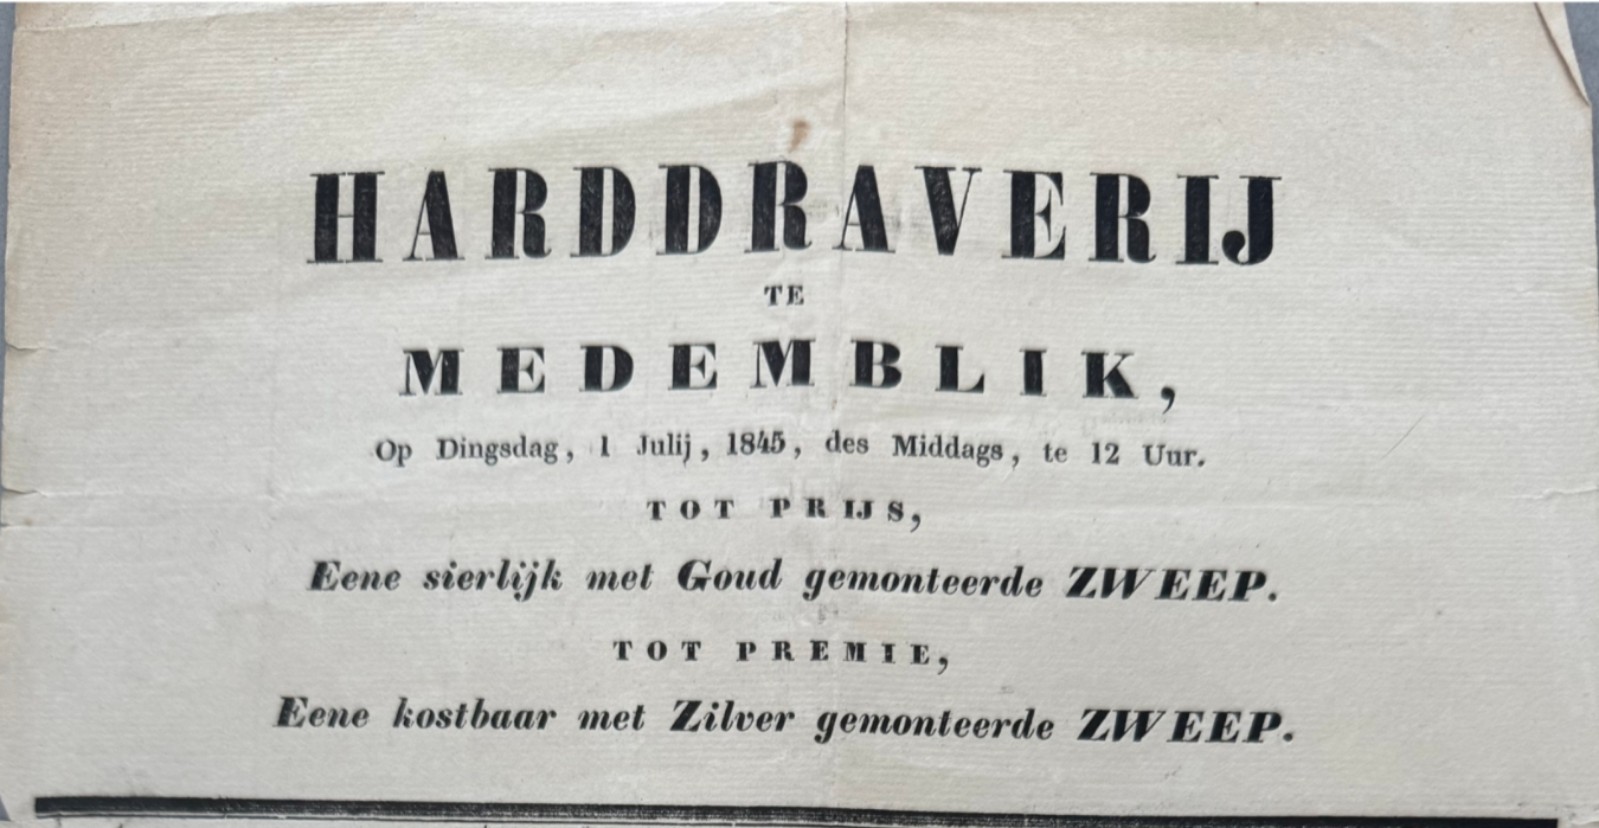 HARDDRAVERIJ
TE
MEDEMBLIK,
Op Dingsdag, 1 Julij, 1845, des Middags, te 12 Uur.
TOT PRIJS,
Eene sierlijk met Goud gemonteerde ZWEEP.
TOT PREMIE,
Eene kostbaar met Zilver gemonteerde ZWEEP.